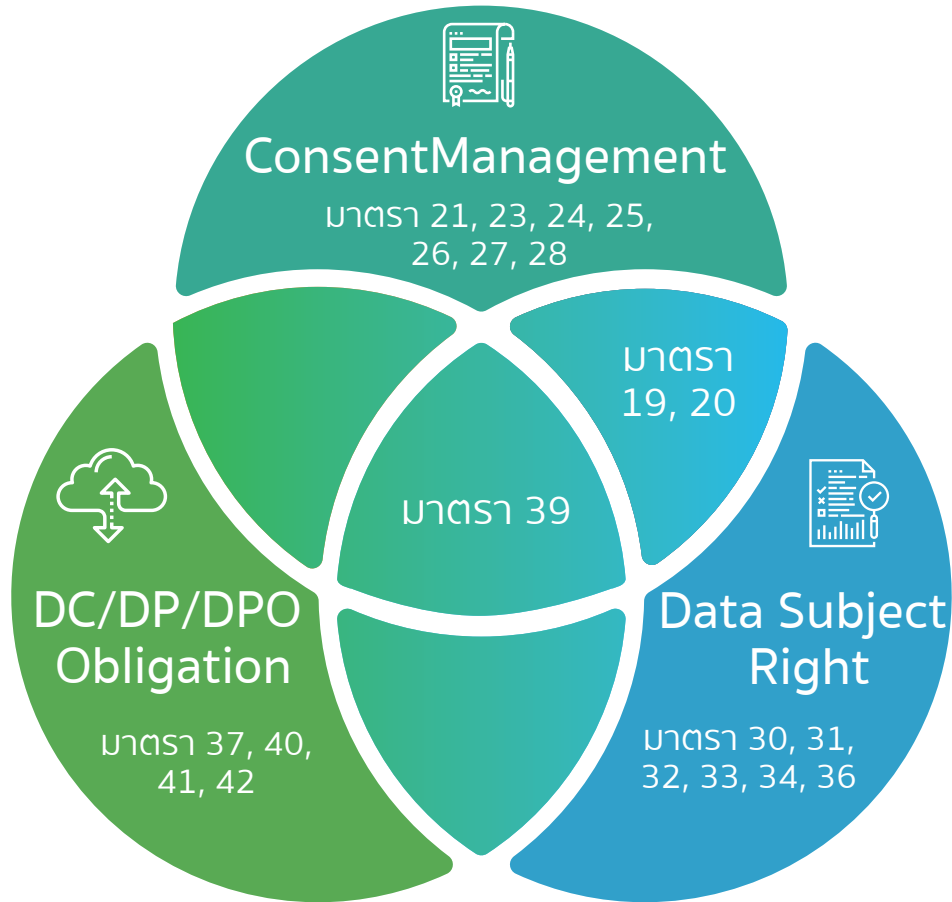 ConsentManagement
มาตรา 21, 23, 24, 25,
26, 27, 28
มาตรา
19, 20
มาตรา 39
DC/DP/DPO
Obligation
มาตรา 37, 40,
41, 42
Data Subject
Right
มาตรา 30, 31,
32, 33, 34, 36